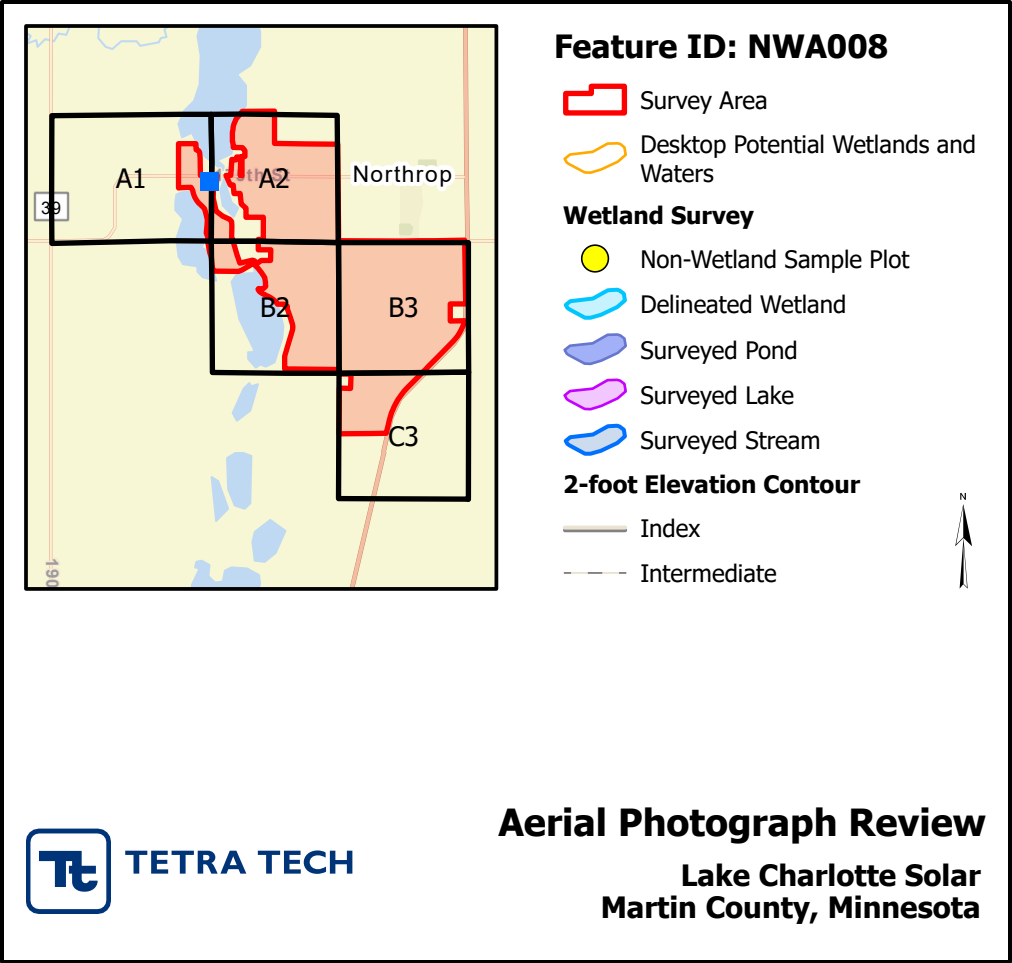 Feature ID: NWA008
Survey Area
Desktop Potential Wetlands and
Waters
Wetland Survey
Non-Wetland Sample Plot
Delineated Wetland
Surveyed Pond
Surveyed Lake
Surveyed Stream
2-foot Elevation Contour
Index
Intermediate
N
A1
A2
Northrop
39
B2
B3
C3
190
Aerial Photograph Review
Tt TETRA TECH
Lake Charlotte Solar
Martin County, Minnesota